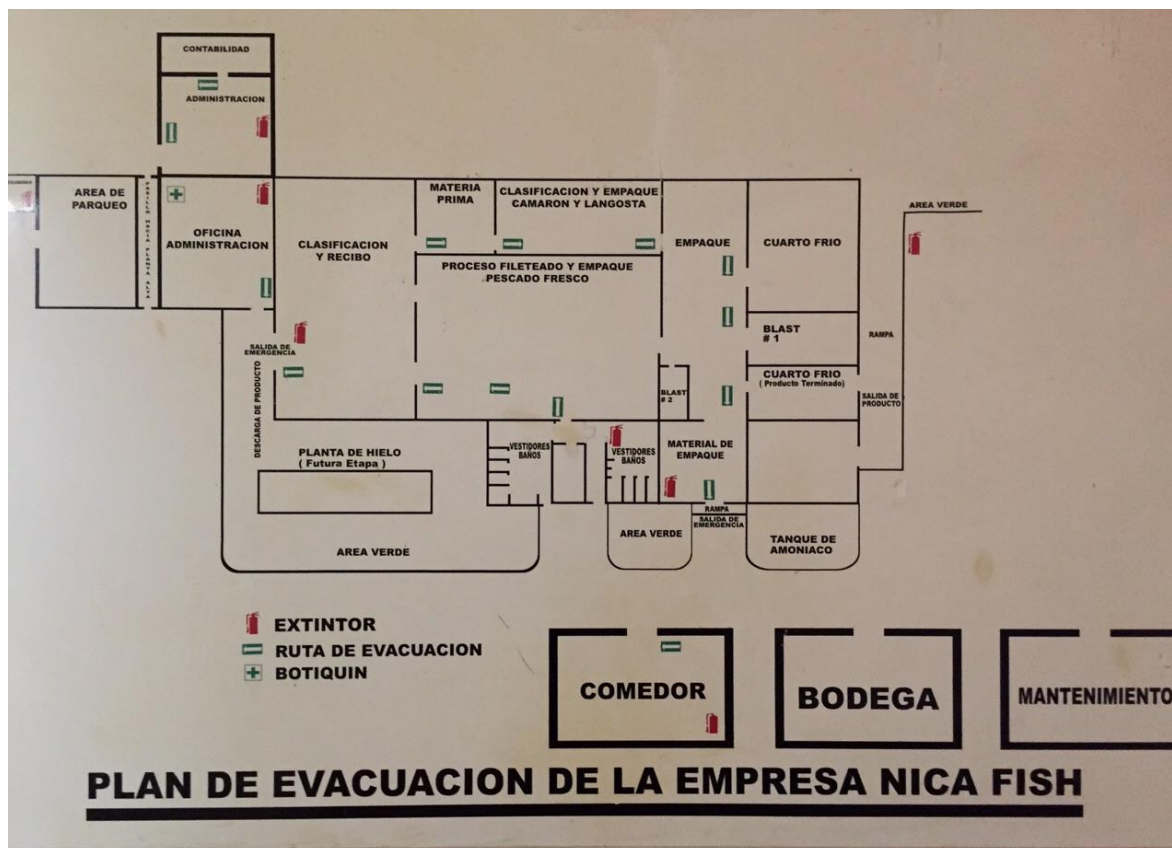 CONTABILIDAD
ADMINISTRACION
AREA DE
PARQUEO
PASILLO HACIA PLANTA ALTA
OFICINA
ADMINISTRACION
CLASIFICACION
Y RECIBO
MATERIA
PRIMA
CLASIFICACION Y EMPAQUE
CAMARON Y LANGOSTA
EMPAQUE
CUARTO FRIO
AREA VERDE
PROCESO FILETEADO Y EMPAQUE
PESCADO FRESCO
BLAST
# 1
RAMPA
SALIDA DE
EMERGENCIA
DESCARGA DE PRODUCTO
CUARTO FRIO
( Producto Terminado)
BLAST
# 2
SALIDA DE
PRODUCTO
PLANTA DE HIELO
( Futura Etapa )
VESTIDORES
BAÑOS
VESTIDORES
BAÑOS
MATERIAL DE
EMPAQUE
RAMPA
SALIDA DE
EMERGENCIA
AREA VERDE
AREA VERDE
TANQUE DE
AMONIACO
EXTINTOR
RUTA DE EVACUACION
BOTIQUIN
COMEDOR
BODEGA
MANTENIMIENTO
PLAN DE EVACUACION DE LA EMPRESA NICA FISH